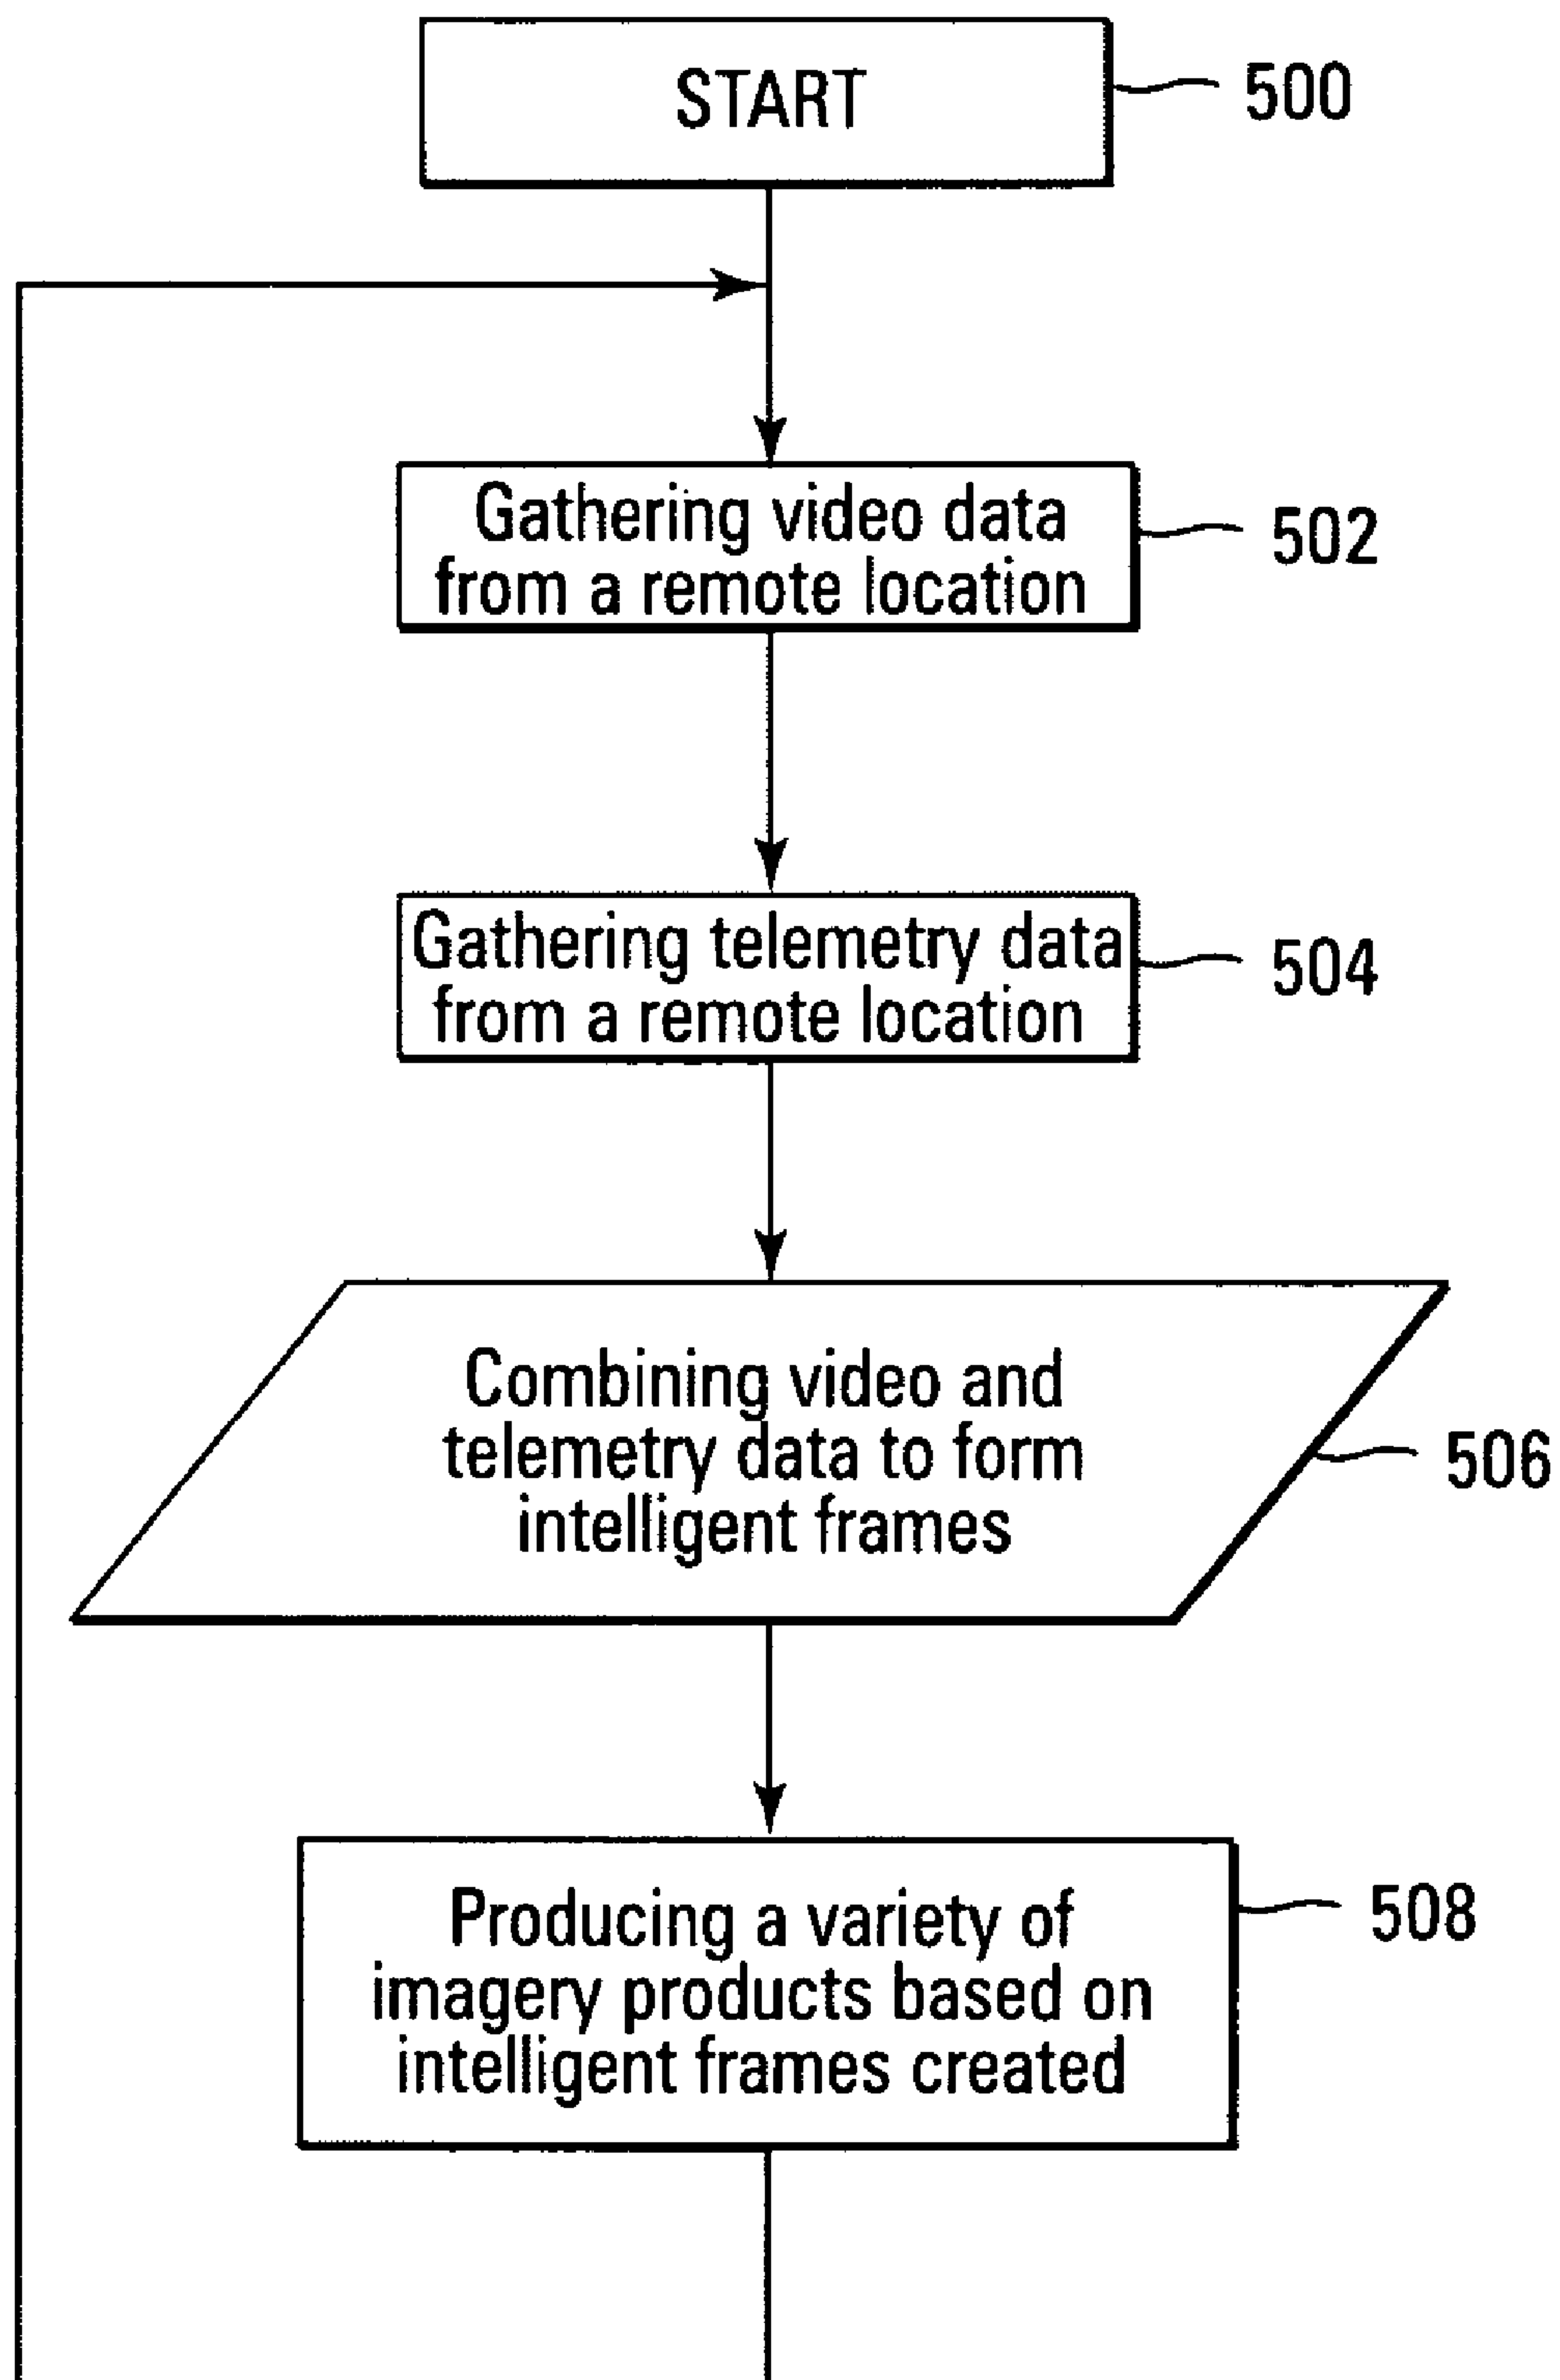 START
500
Gathering video data
from a remote location
502
Gathering telemetry data
from a remote location
504
Combining video and
telemetry data to form
intelligent frames
506
Producing a variety of
imagery products based on
intelligent frames created
508